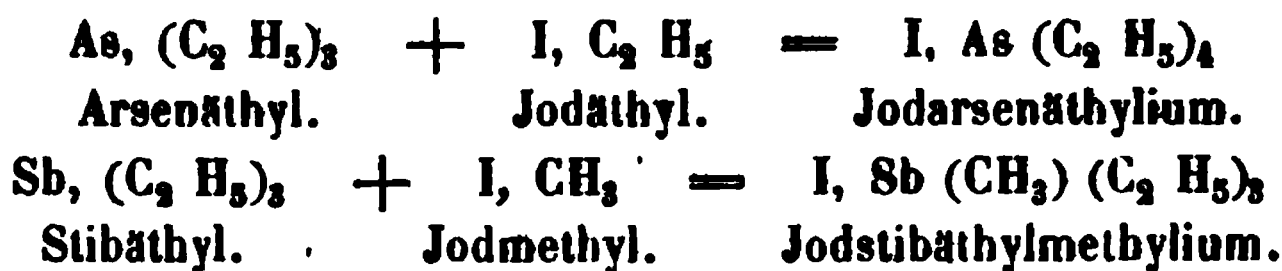 As, (C₂ H₅)₃ + I, C₂ H₅ = I, As (C₂ H₅)₄
Arsenäthyl. Jodäthyl. Jodarsenäthylium.
Sb, (C₂ H₅)₃ + I, CH₃ = I, Sb (CH₃) (C₂ H₅)₃
Stibäthyl. Jodmethyl. Jodstibäthylmethylium.